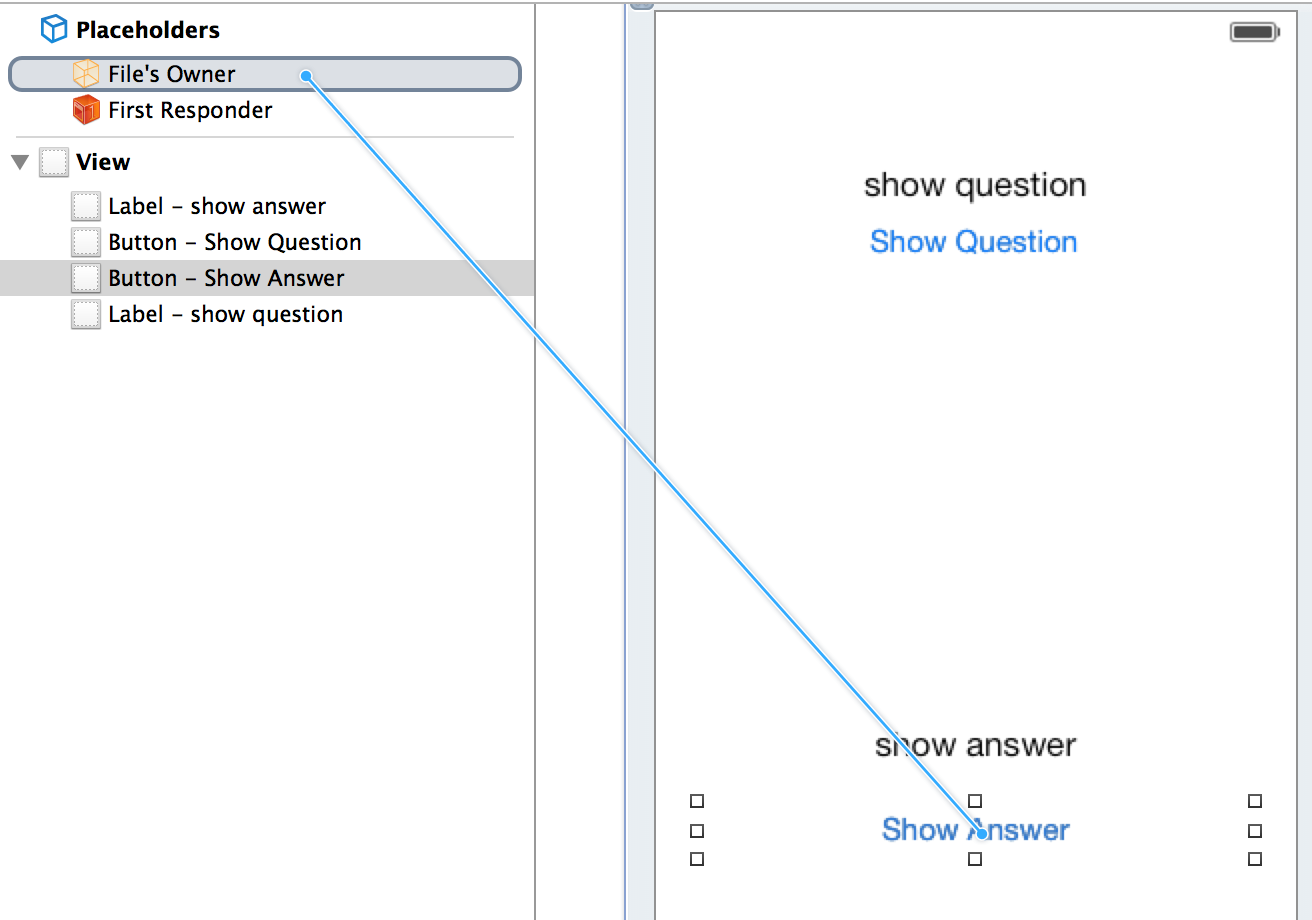 Placeholders
File's Owner
First Responder
View
Label – show answer
Button – Show Question
Button – Show Answer
Label – show question
show question
Show Question
show answer
Show Answer